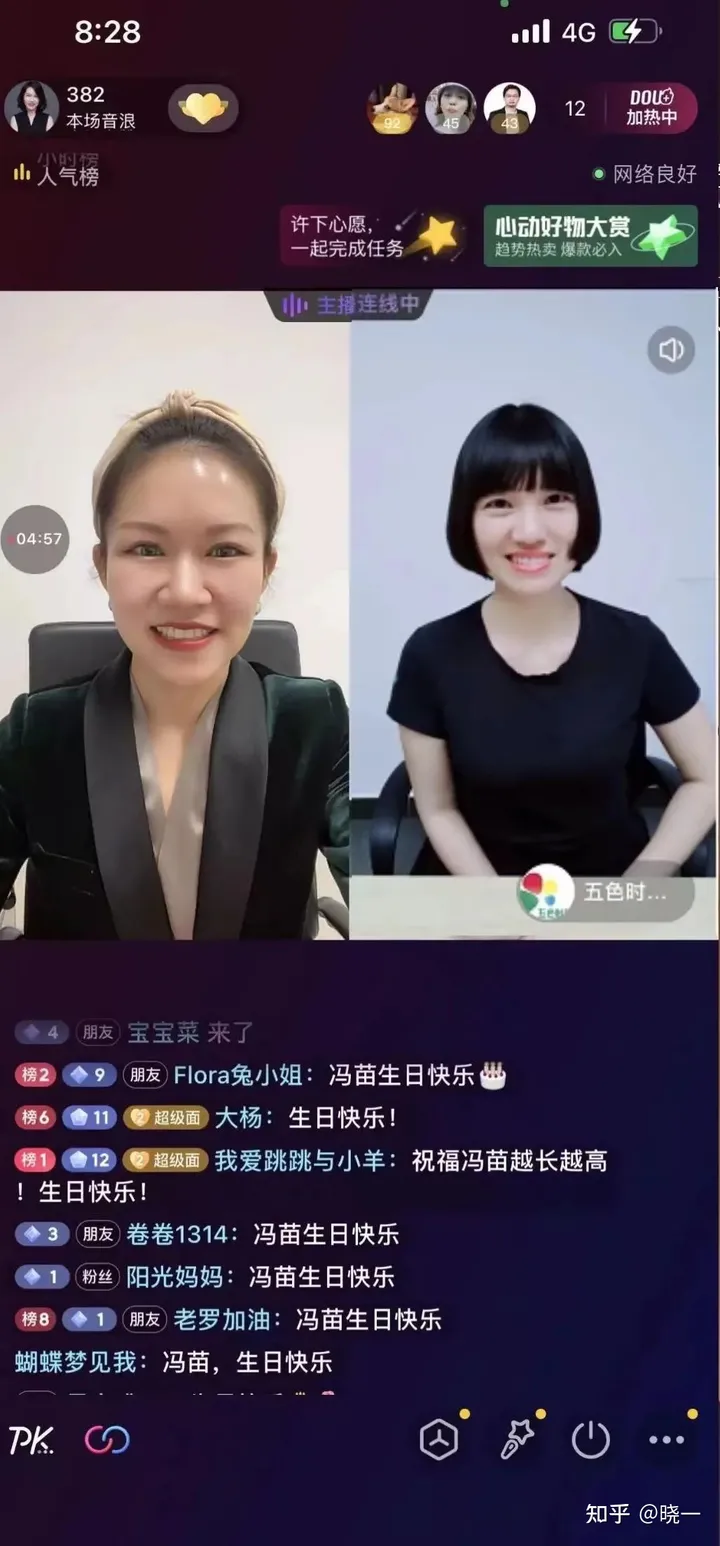 8:28
4G
382
本场音浪
92
45
43
12
DOU+
加热中
小时榜
人气榜
网络良好
许下心愿，
一起完成任务
心动好物大赏
趋势热卖 爆款必入
主播连线中
04:57
五色时...
4 朋友 宝宝菜 来了
榜2 9 朋友 Flora兔小姐：冯苗生日快乐
榜6 11 2 超级面 大杨：生日快乐！
榜1 12 2 超级面 我爱跳跳与小羊：祝福冯苗越长越高
！生日快乐！
3 朋友 卷卷1314：冯苗生日快乐
1 粉丝 阳光妈妈：冯苗生日快乐
榜8 1 朋友 老罗加油：冯苗生日快乐
蝴蝶梦见我：冯苗，生日快乐
PK
知乎 @晓一